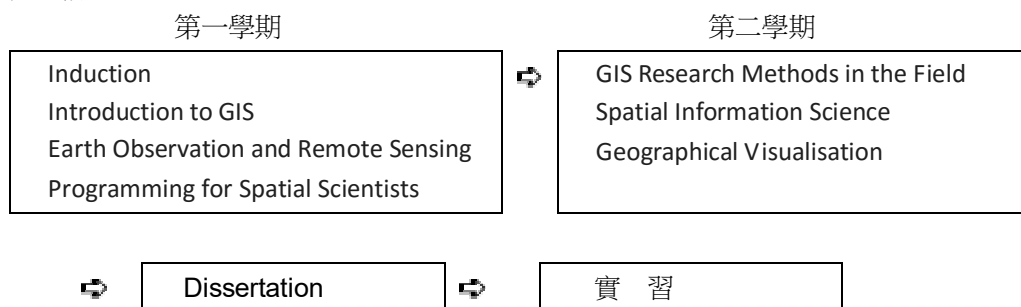 第一學期
第二學期
Induction
Introduction to GIS
Earth Observation and Remote Sensing
Programming for Spatial Scientists
GIS Research Methods in the Field
Spatial Information Science
Geographical Visualisation
Dissertation
實 習